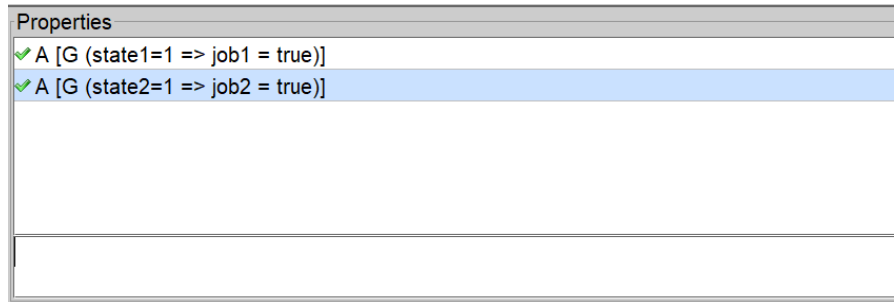 Properties
A [G (state1=1 => job1 = true)]
A [G (state2=1 => job2 = true)]